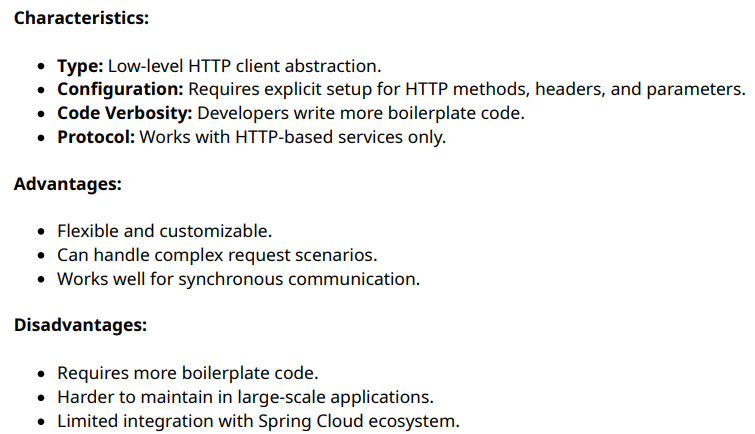 Characteristics:
• Type: Low-level HTTP client abstraction.
• Configuration: Requires explicit setup for HTTP methods, headers, and parameters.
• Code Verbosity: Developers write more boilerplate code.
• Protocol: Works with HTTP-based services only.
Advantages:
• Flexible and customizable.
• Can handle complex request scenarios.
• Works well for synchronous communication.
Disadvantages:
• Requires more boilerplate code.
• Harder to maintain in large-scale applications.
• Limited integration with Spring Cloud ecosystem.